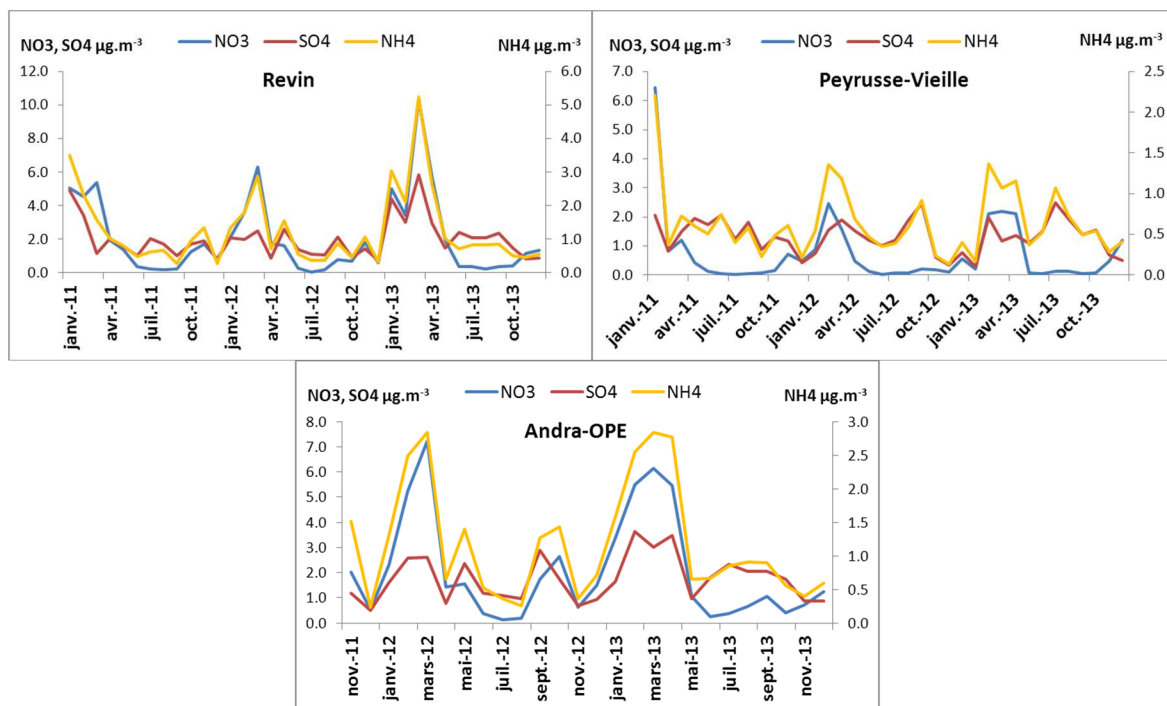 NO3, SO4 µg.m⁻³ NO3 SO4 NH4 NH4 µg.m⁻³
Revin
12.0 6.0
10.0 5.0
8.0 4.0
6.0 3.0
4.0 2.0
2.0 1.0
0.0 0.0
janv.-11 avr.-11 juil.-11 oct.-11 janv.-12 avr.-12 juil.-12 oct.-12 janv.-13 avr.-13 juil.-13 oct.-13
NO3, SO4 µg.m⁻³ NO3 SO4 NH4 NH4 µg.m⁻³
Peyrusse-Vieille
7.0 2.5
6.0 2.0
5.0
4.0 1.5
3.0 1.0
2.0
1.0 0.5
0.0 0.0
janv.-11 avr.-11 juil.-11 oct.-11 janv.-12 avr.-12 juil.-12 oct.-12 janv.-13 avr.-13 juil.-13 oct.-13
NO3, SO4 µg.m⁻³ NO3 SO4 NH4 NH4 µg.m⁻³
Andra-OPE
8.0 3.0
7.0 2.5
6.0
5.0 2.0
4.0 1.5
3.0 1.0
2.0
1.0 0.5
0.0 0.0
nov.-11 janv.-12 mars-12 mai-12 juil.-12 sept.-12 nov.-12 janv.-13 mars-13 mai-13 juil.-13 sept.-13 nov.-13